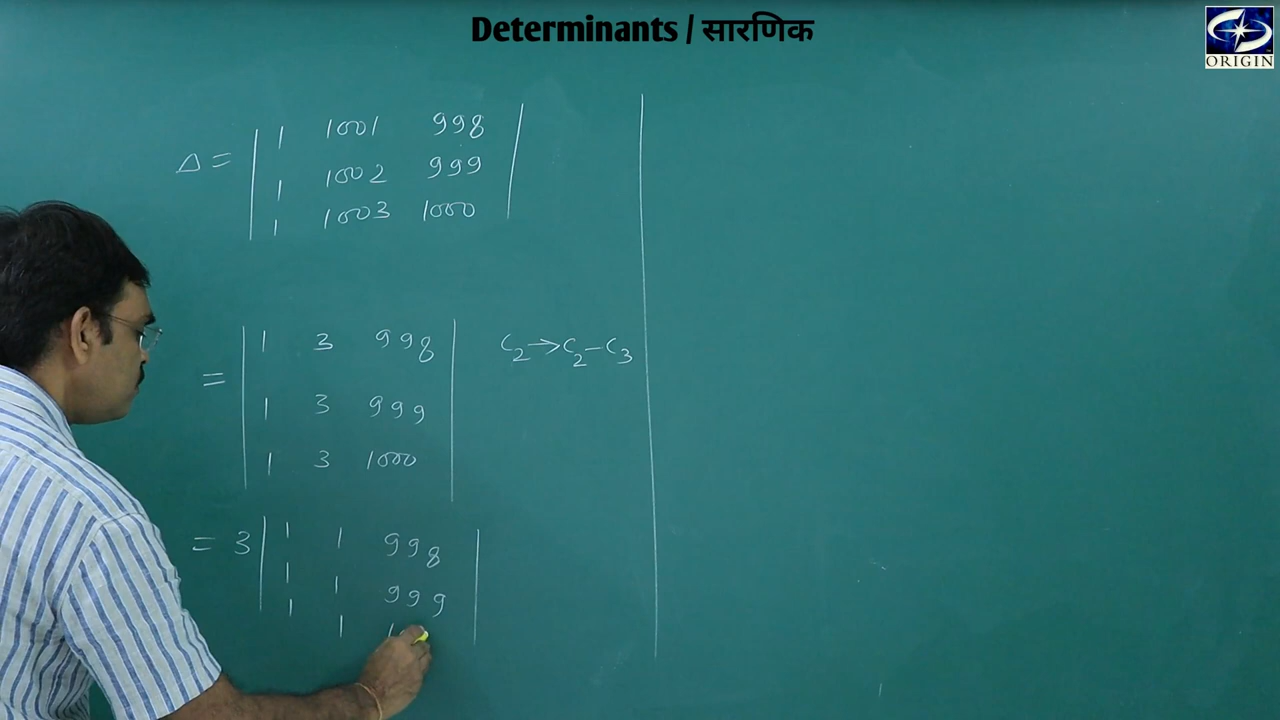 Determinants / सारणिक
ORIGIN
1 1001 998
Δ = 1 1002 999
1 1003 1000
1 3 998 C2→C2-C3
= 1 3 999
1 3 1000
= 3 1 1 998
1 1 999
1 1 1